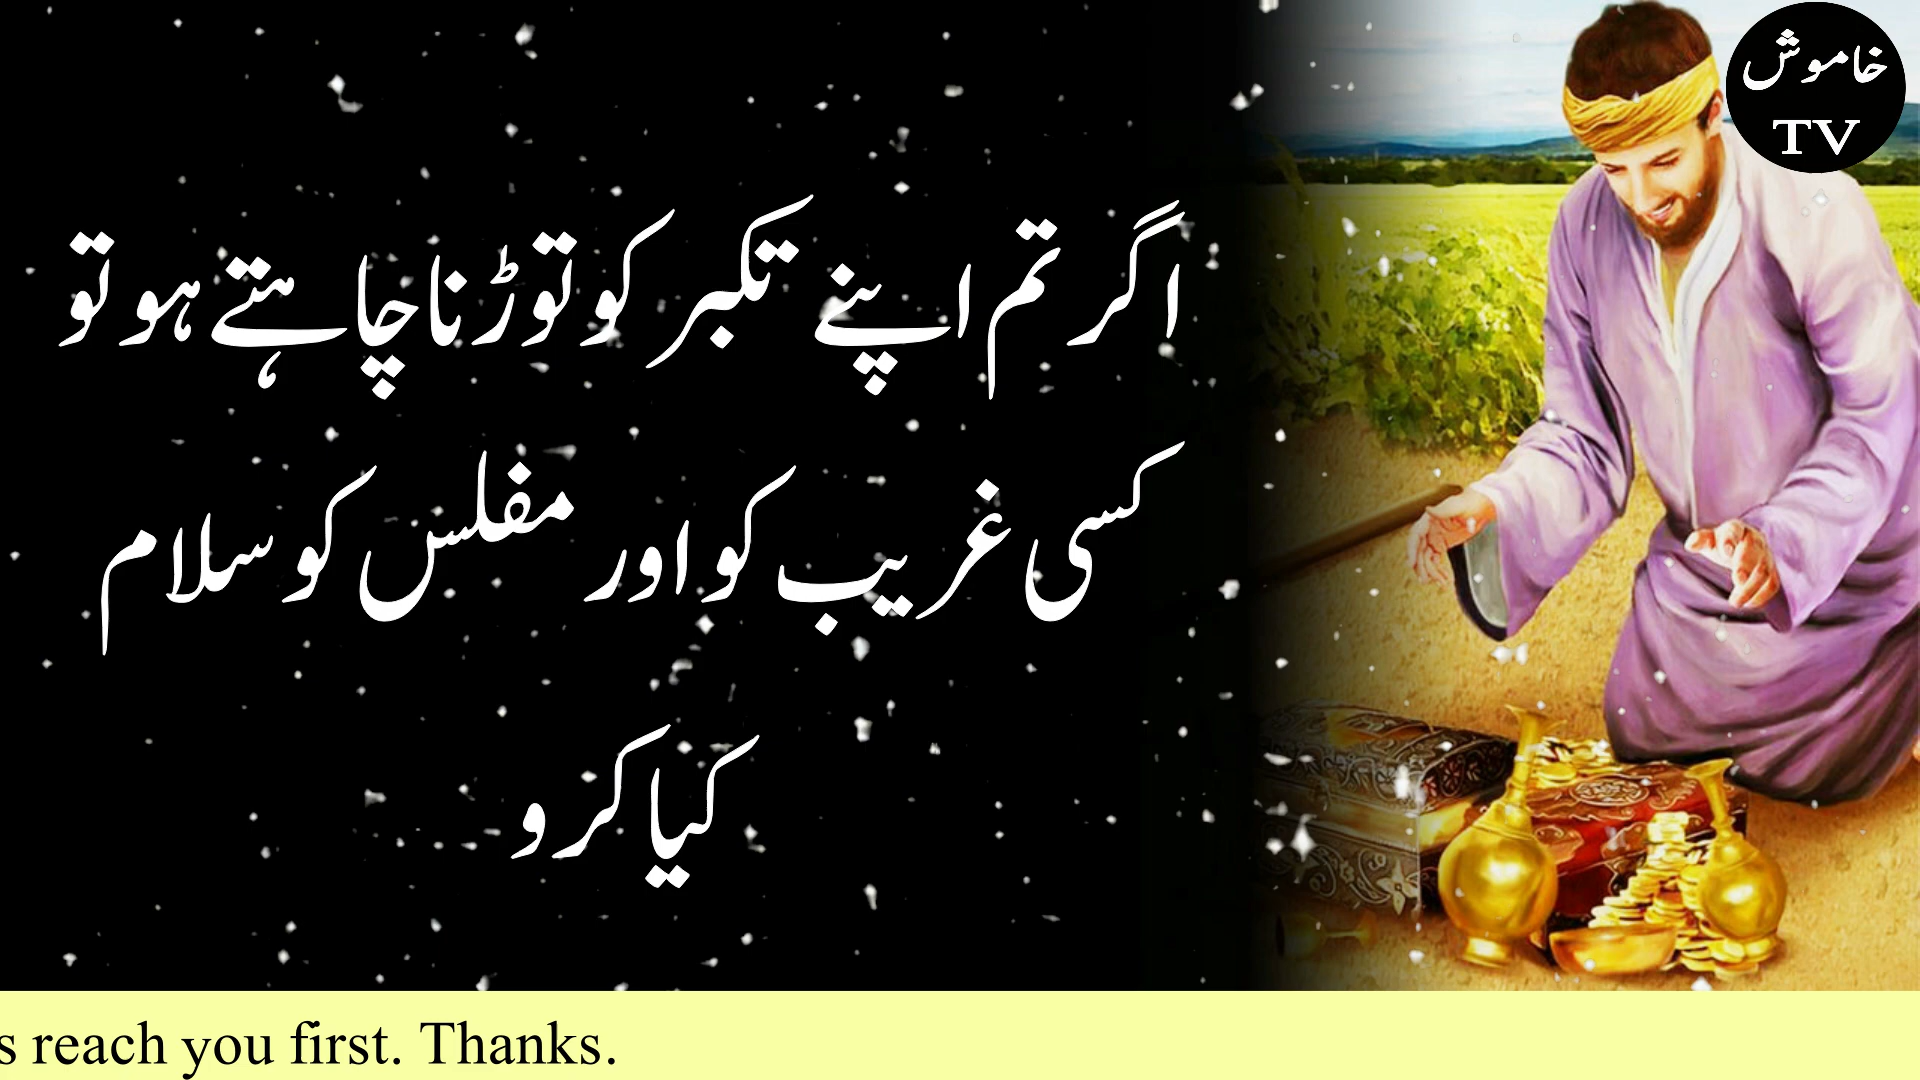 خاموش
TV
اگر تم اپنے تکبر کو توڑنا چاہتے ہو تو
کسی غریب کو اور مفلس کو سلام
کیا کرو
s reach you first. Thanks.